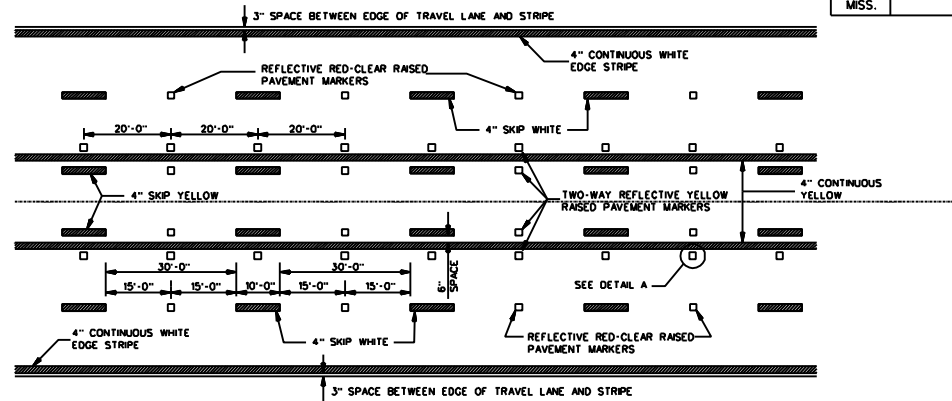 MISS.
3" SPACE BETWEEN EDGE OF TRAVEL LANE AND STRIPE
4" CONTINUOUS WHITE
EDGE STRIPE
REFLECTIVE RED-CLEAR RAISED
PAVEMENT MARKERS
4" SKIP WHITE
20'-0"
20'-0"
20'-0"
4" SKIP YELLOW
TWO-WAY REFLECTIVE YELLOW
RAISED PAVEMENT MARKERS
4" CONTINUOUS
YELLOW
30'-0"
30'-0"
6"
SPACE
SEE DETAIL A
15'-0"
15'-0"
10'-0"
15'-0"
15'-0"
4" CONTINUOUS WHITE
EDGE STRIPE
4" SKIP WHITE
REFLECTIVE RED-CLEAR RAISED
PAVEMENT MARKERS
3" SPACE BETWEEN EDGE OF TRAVEL LANE AND STRIPE